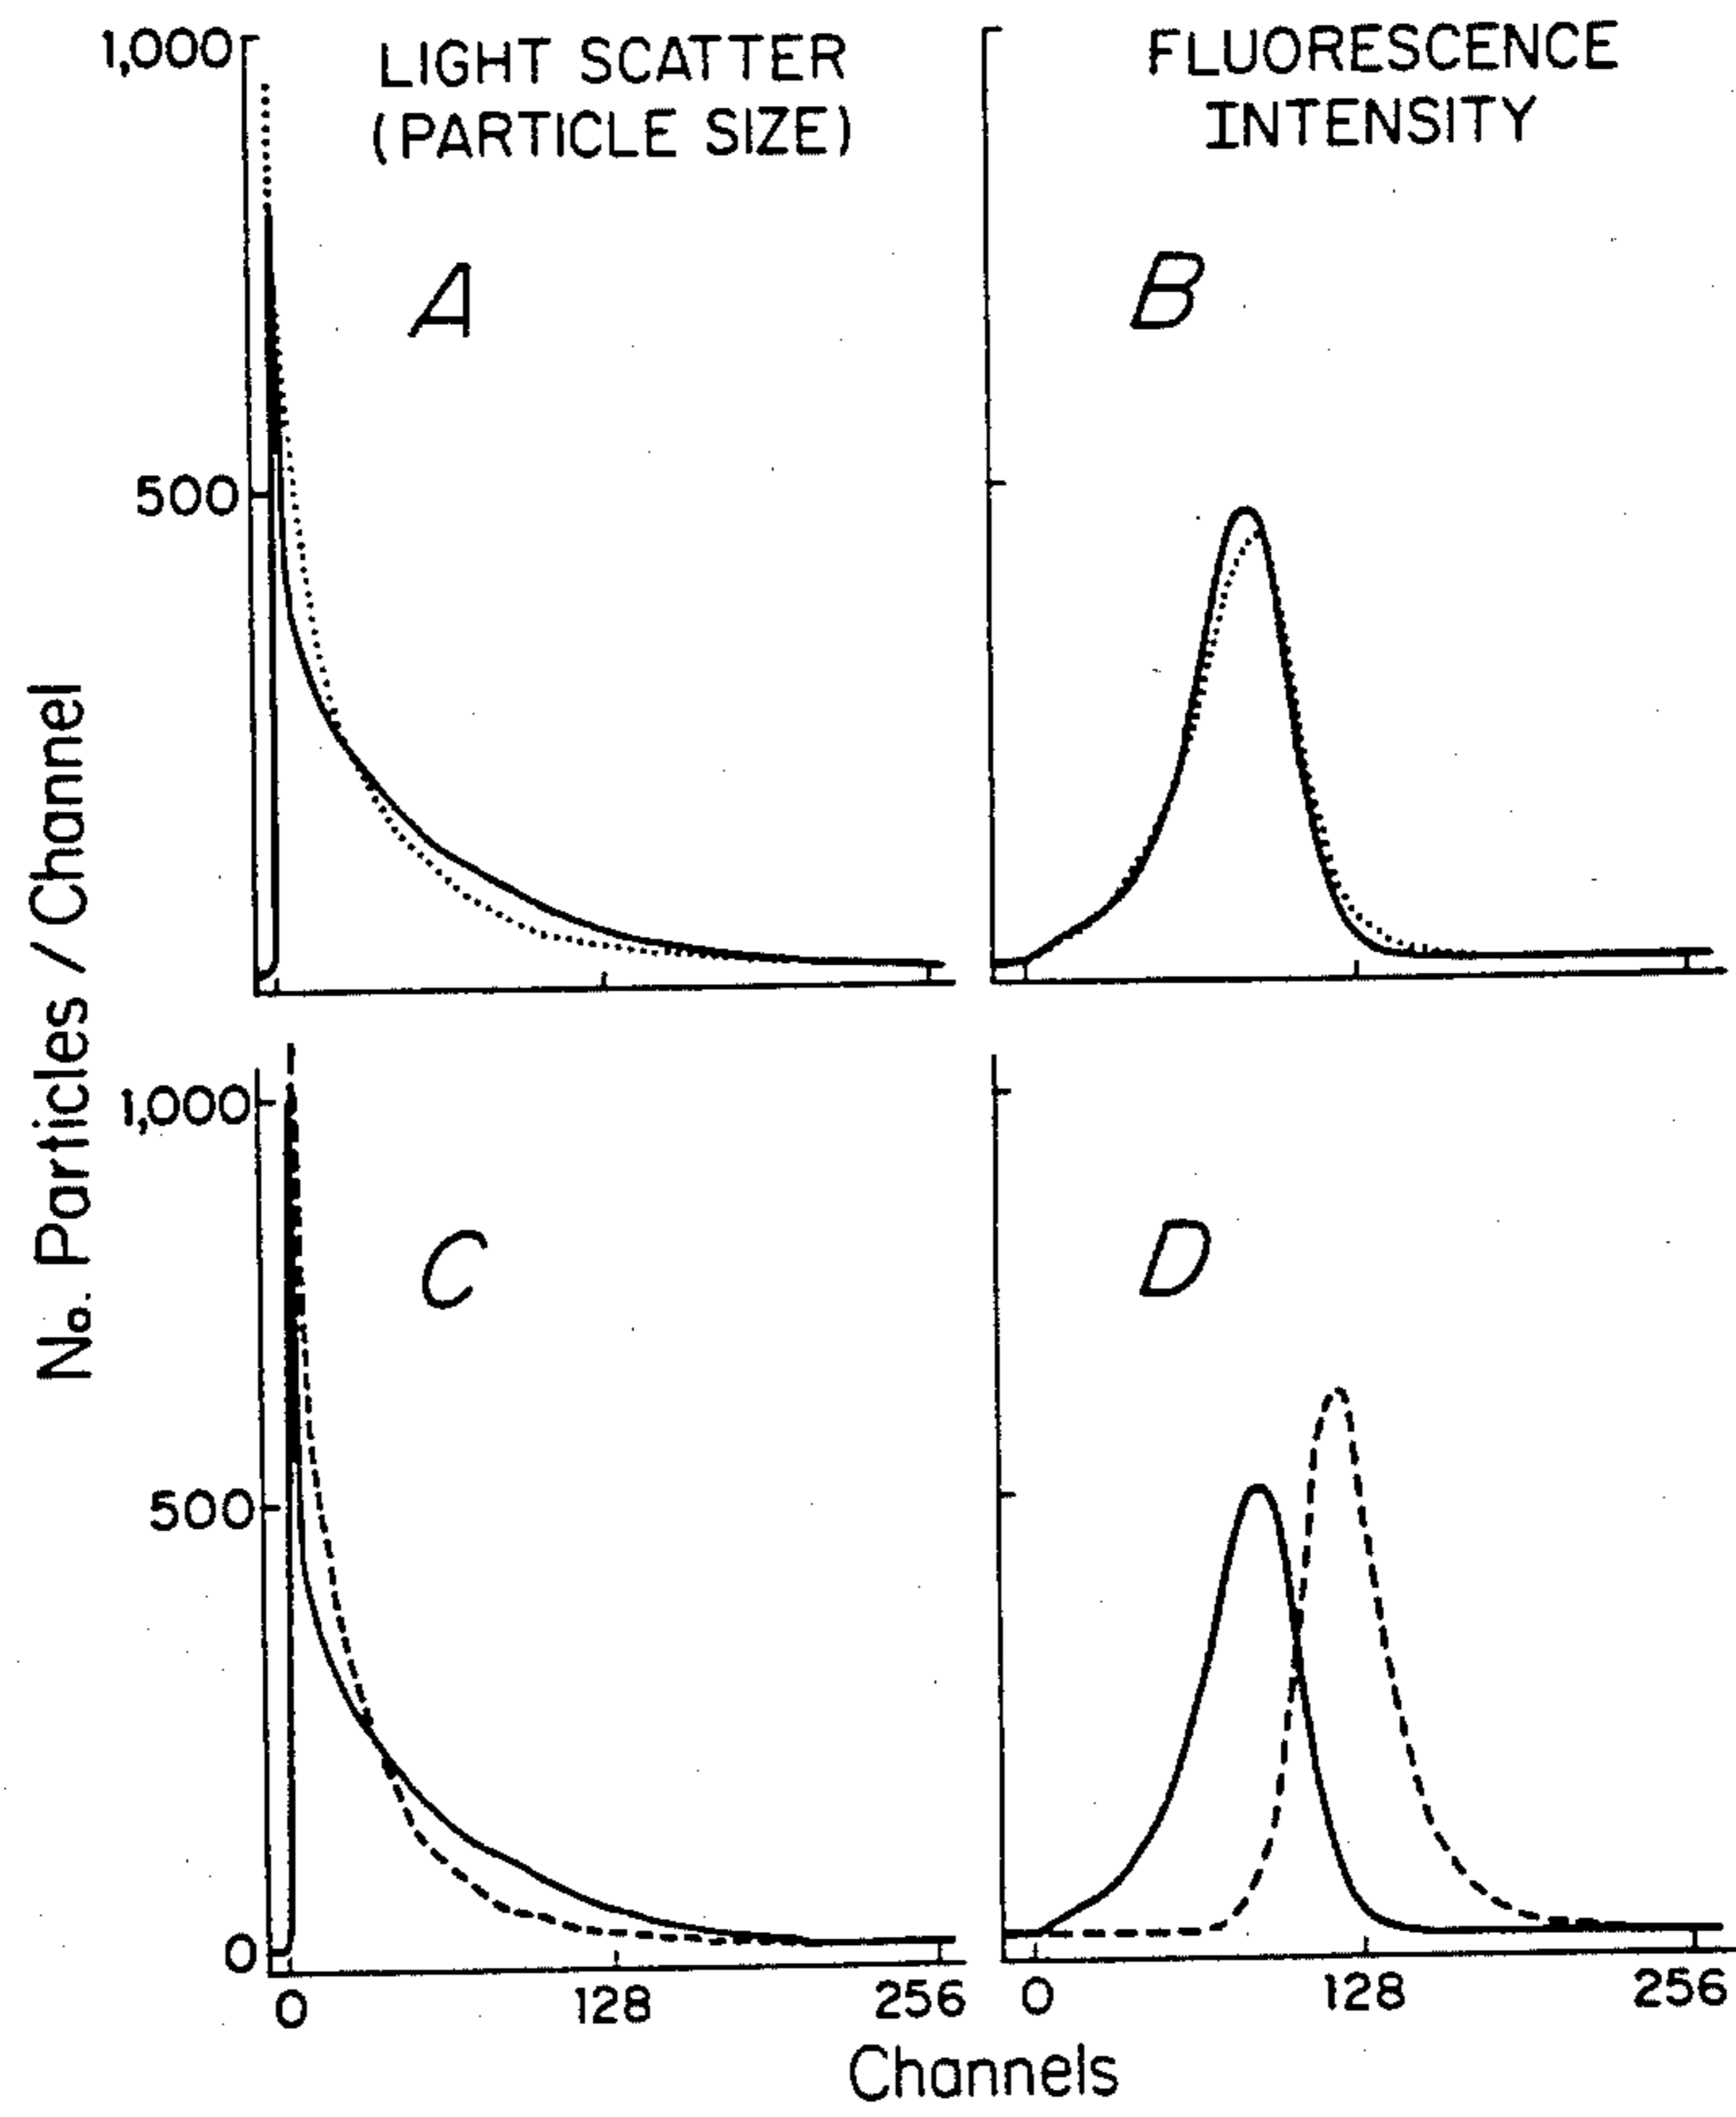 LIGHT SCATTER
(PARTICLE SIZE)
FLUORESCENCE
INTENSITY
1,000
500
A
B
No. Particles / Channel
1,000
500
0
C
D
0 128 256 0 128 256
Channels